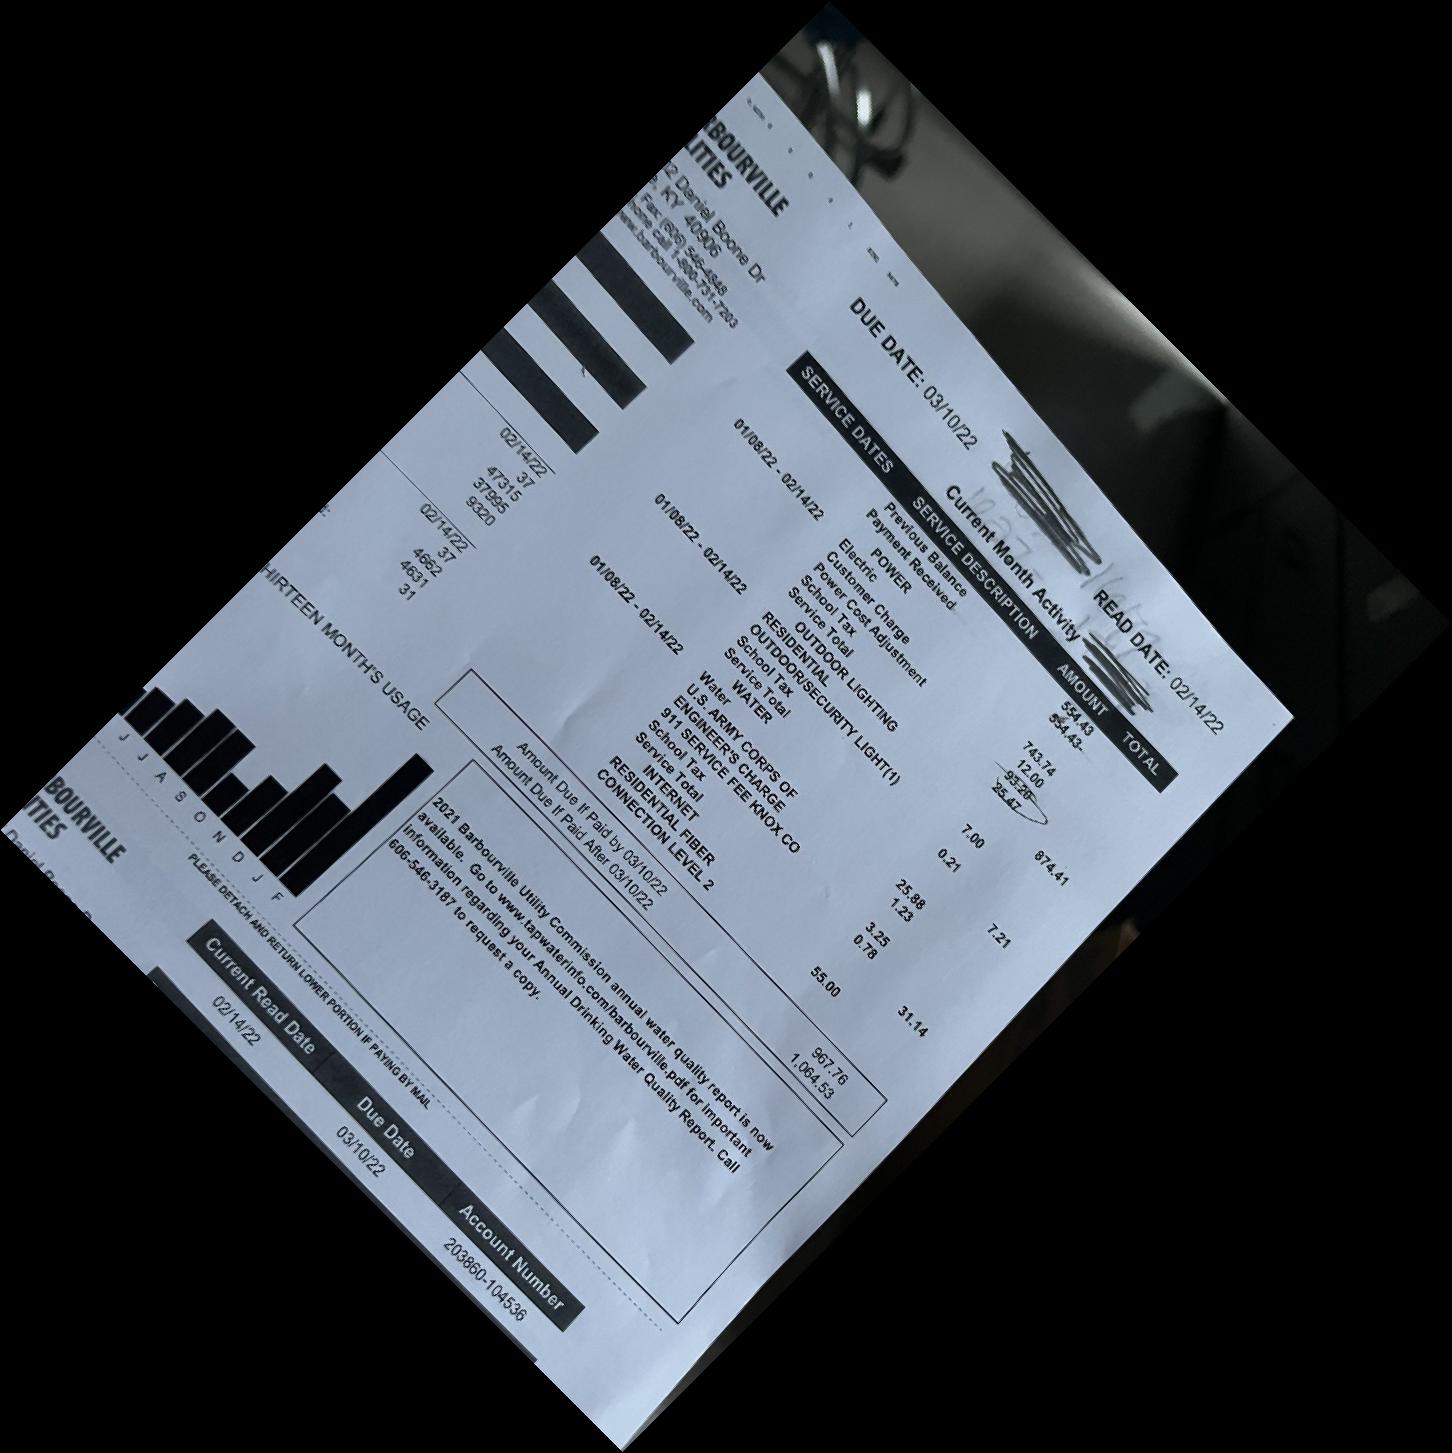 RBOURVILLE
LITIES
2 Daniel Boone Dr
KY 40906
Fax (606) 546-4848
call 1-800-731-7203
www.barbourville.com
DUE DATE: 03/10/22
READ DATE: 02/14/22
SERVICE DATES SERVICE DESCRIPTION AMOUNT TOTAL
Current Month Activity
Previous Balance 554.43
Payment Received 554.43-
01/08/22 - 02/14/22 POWER
Electric 743.74
Customer Charge 12.00
Power Cost Adjustment 93.20
School Tax 25.47
Service Total 874.41
01/08/22 - 02/14/22 OUTDOOR LIGHTING
RESIDENTIAL
OUTDOOR/SECURITY LIGHT(1) 7.00
School Tax 0.21
Service Total 7.21
01/08/22 - 02/14/22 WATER
Water 25.88
U.S. ARMY CORPS OF 1.23
ENGINEER'S CHARGE
911 SERVICE FEE KNOX CO 3.25
School Tax 0.78
Service Total 31.14
INTERNET
RESIDENTIAL FIBER 55.00
CONNECTION LEVEL 2
Amount Due If Paid by 03/10/22 967.76
Amount Due If Paid After 03/10/22 1,064.53
02/14/22
37
47315
37995
9320
02/14/22
37
4662
4631
31
HIRTEEN MONTH'S USAGE
J J A S O N D J F
2021 Barbourville Utility Commission annual water quality report is now
available. Go to www.tapwaterinfo.com/barbourville.pdf for important
information regarding your Annual Drinking Water Quality Report. Call
606-546-3187 to request a copy.
PLEASE DETACH AND RETURN LOWER PORTION IF PAYING BY MAIL
BOURVILLE
ITIES
Current Read Date Due Date Account Number
02/14/22 03/10/22 203860-104536